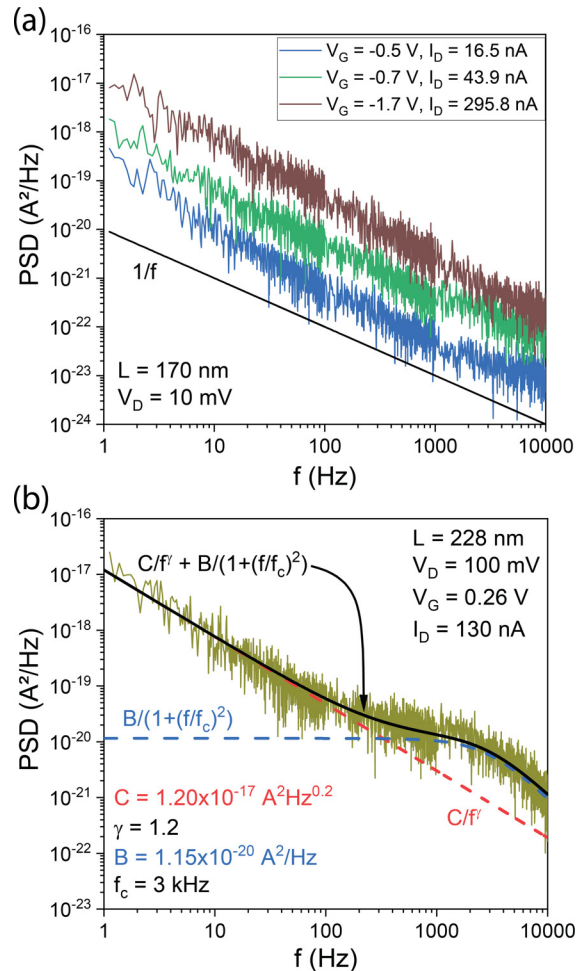 (a)
10⁻¹⁶
10⁻¹⁷
10⁻¹⁸
10⁻¹⁹
10⁻²⁰
10⁻²¹
10⁻²²
10⁻²³
10⁻²⁴
PSD (A²/Hz)
V_G = -0.5 V, I_D = 16.5 nA
V_G = -0.7 V, I_D = 43.9 nA
V_G = -1.7 V, I_D = 295.8 nA
1/f
L = 170 nm
V_D = 10 mV
1
10
100
1000
10000
f (Hz)
(b)
10⁻¹⁶
10⁻¹⁷
10⁻¹⁸
10⁻¹⁹
10⁻²⁰
10⁻²¹
10⁻²²
10⁻²³
PSD (A²/Hz)
C/f^γ + B/(1+(f/f_c)²)
L = 228 nm
V_D = 100 mV
V_G = 0.26 V
I_D = 130 nA
B/(1+(f/f_c)²)
C = 1.20x10⁻¹⁷ A²Hz⁰·²
γ = 1.2
B = 1.15x10⁻²⁰ A²/Hz
f_c = 3 kHz
C/f^γ
1
10
100
1000
10000
f (Hz)